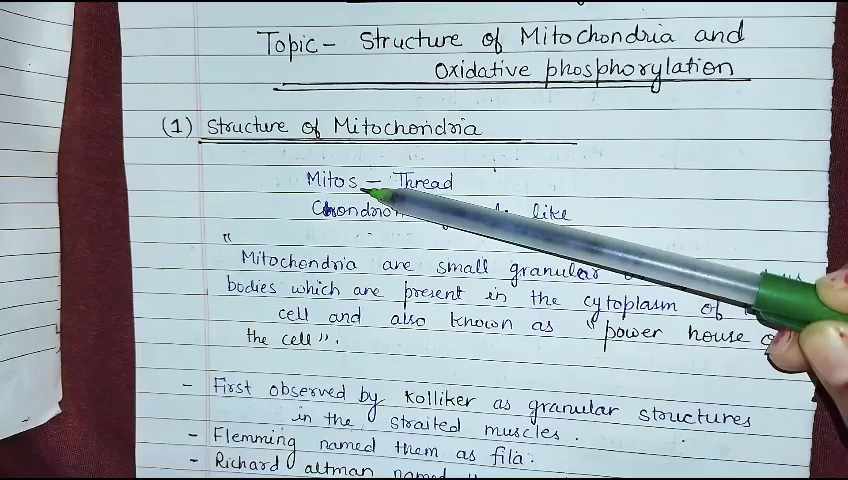 Topic - Structure of Mitochondria and
Oxidative phosphorylation
(1) Structure of Mitochondria
Mitos - Thread
Chondrio like
"
Mitochondria are small granular
bodies which are present in the cytoplasm of
cell and also known as "power house
the cell".
- First observed by Kolliker as granular structures
in the straited muscles.
- Flemming named them as fila.
- Richard altman named